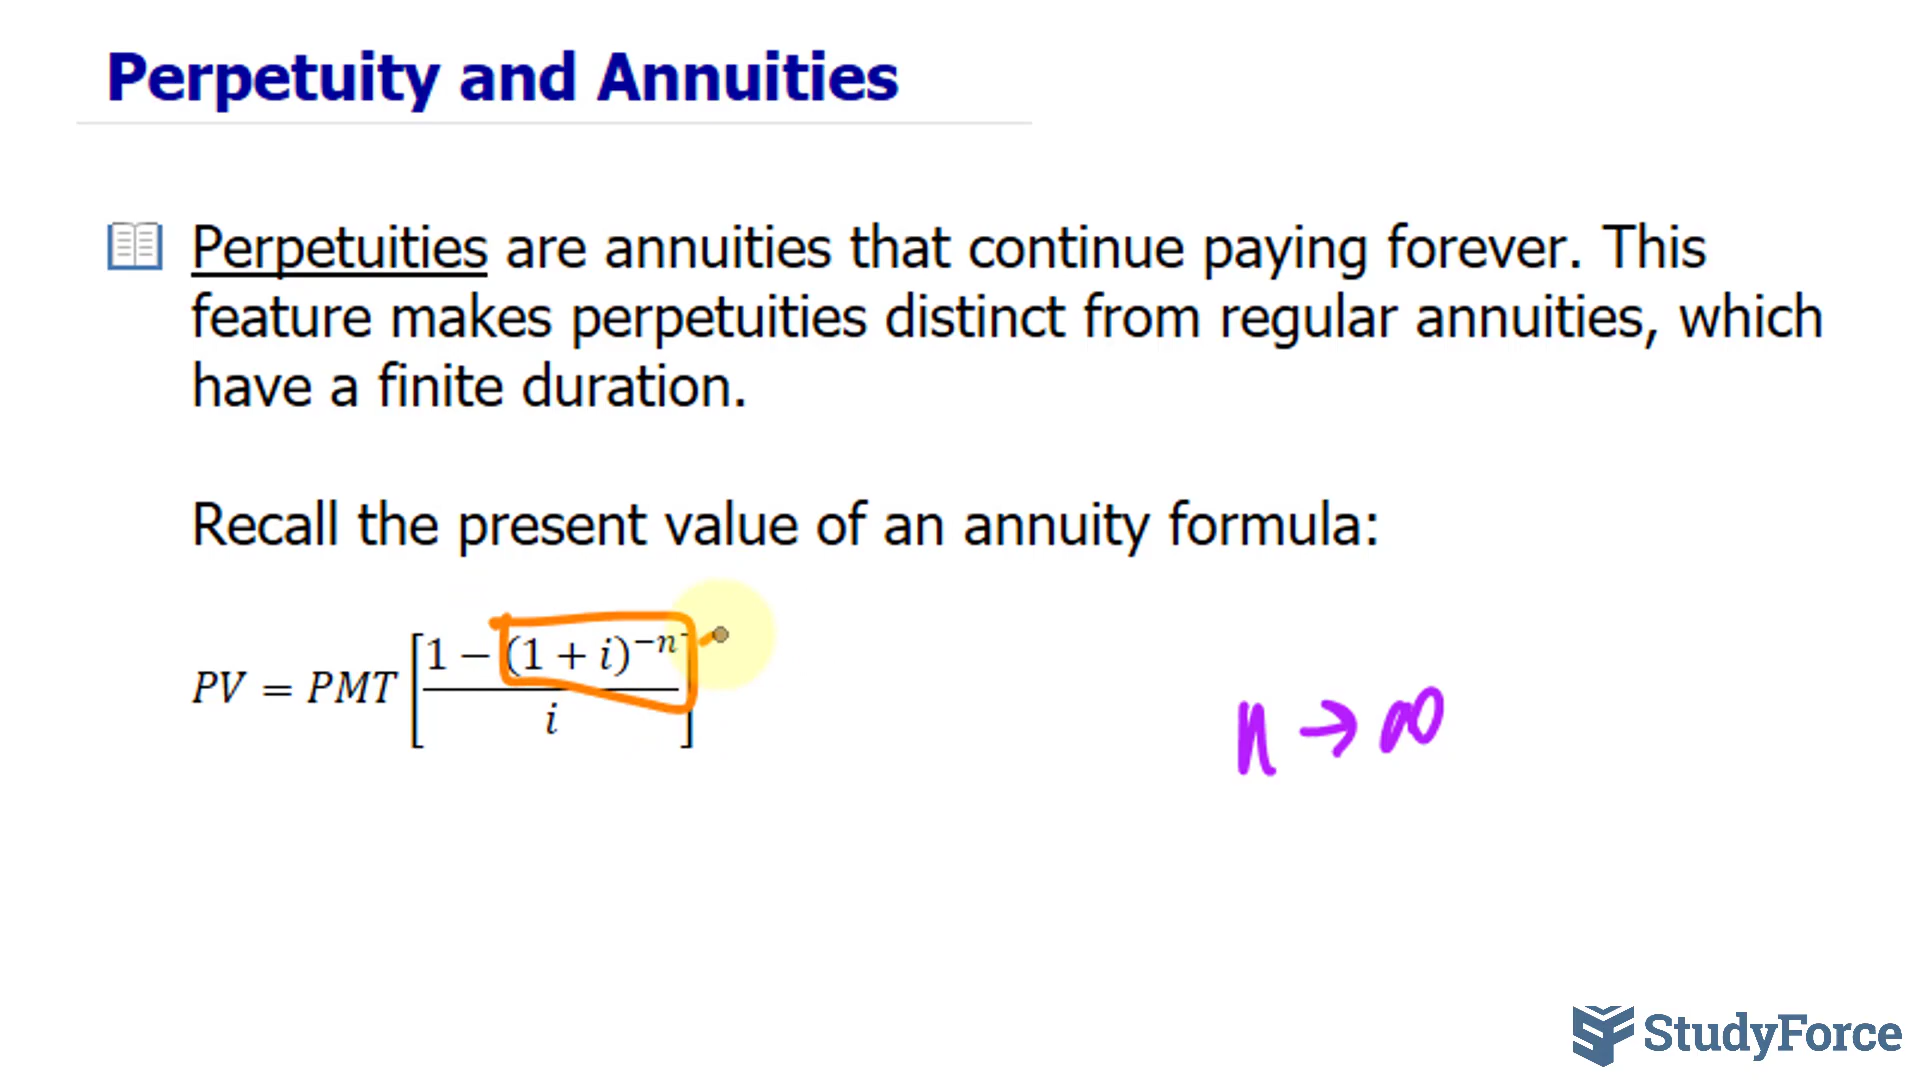 Perpetuity and Annuities
Perpetuities are annuities that continue paying forever. This
feature makes perpetuities distinct from regular annuities, which
have a finite duration.
Recall the present value of an annuity formula:
PV = PMT [(1 − (1 + i)^−n) / i]
n → ∞
StudyForce